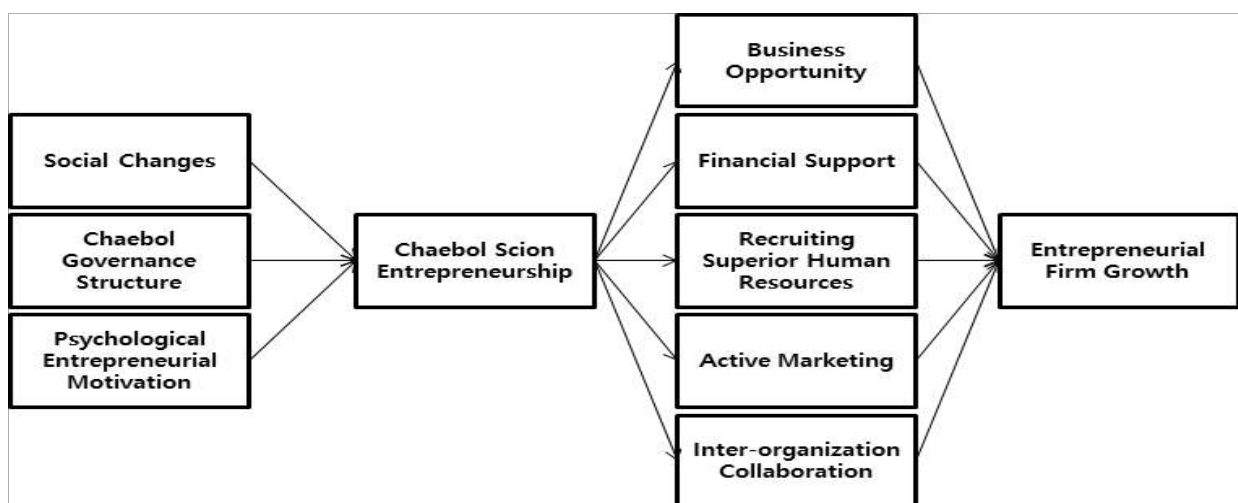 Social Changes
Chaebol
Governance
Structure
Psychological
Entrepreneurial
Motivation
Chaebol Scion
Entrepreneurship
Business
Opportunity
Financial Support
Recruiting
Superior Human
Resources
Active Marketing
Inter-organization
Collaboration
Entrepreneurial
Firm Growth